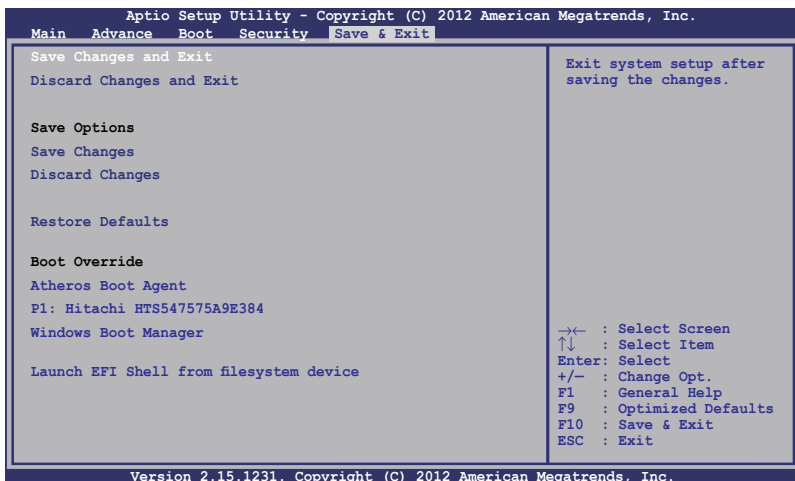 Aptio Setup Utility - Copyright (C) 2012 American Megatrends, Inc.
Main Advance Boot Security Save & Exit
Save Changes and Exit
Discard Changes and Exit
Save Options
Save Changes
Discard Changes
Restore Defaults
Boot Override
Atheros Boot Agent
P1: Hitachi HTS547575A9E384
Windows Boot Manager
Launch EFI Shell from filesystem device
Exit system setup after
saving the changes.
→← : Select Screen
↑↓ : Select Item
Enter: Select
+/— : Change Opt.
F1 : General Help
F9 : Optimized Defaults
F10 : Save & Exit
ESC : Exit
Version 2.15.1231. Copyright (C) 2012 American Megatrends, Inc.